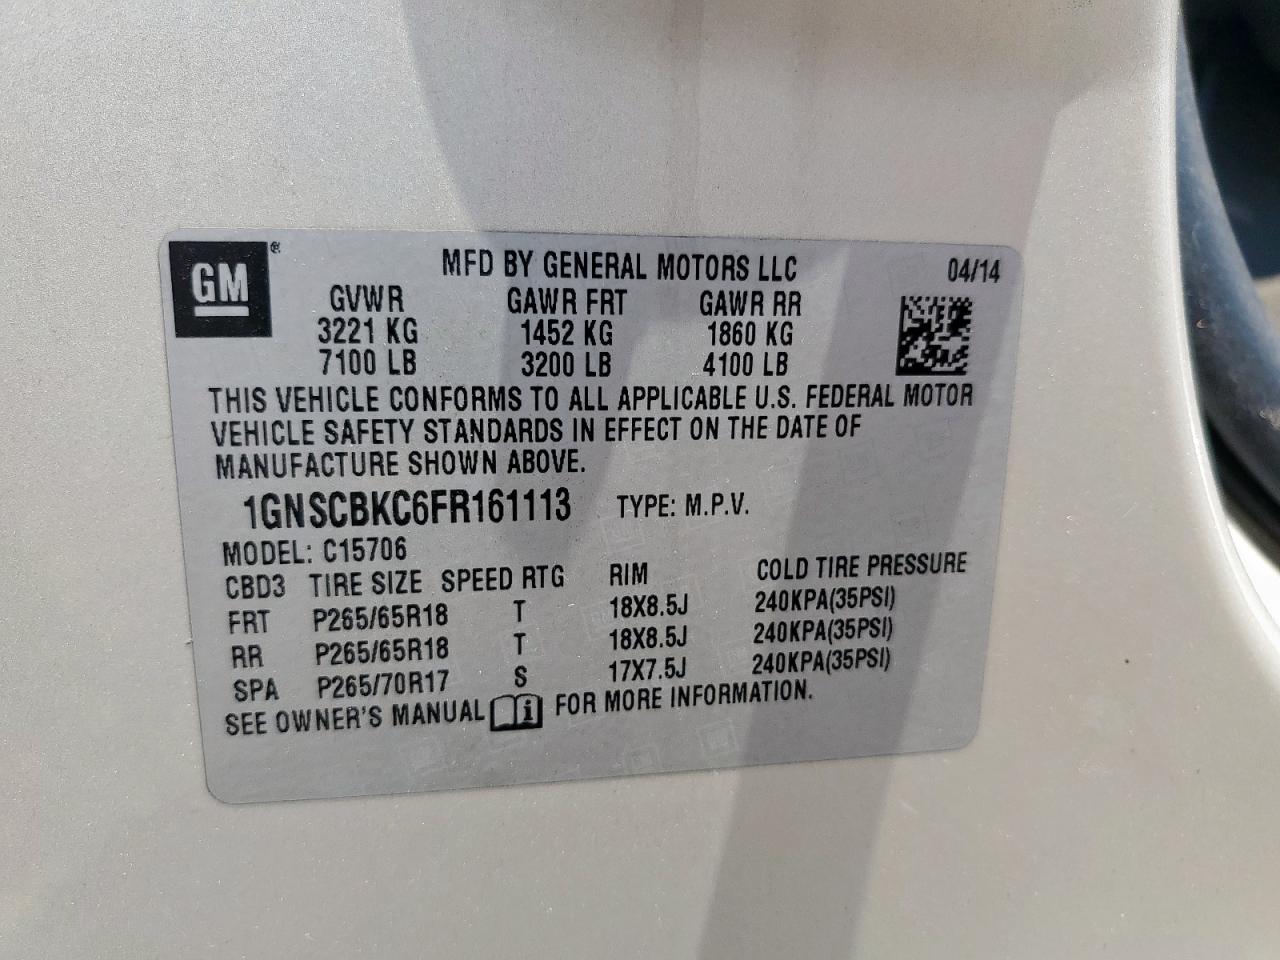 GM ®
MFD BY GENERAL MOTORS LLC 04/14
GVWR GAWR FRT GAWR RR
3221 KG 1452 KG 1860 KG
7100 LB 3200 LB 4100 LB
THIS VEHICLE CONFORMS TO ALL APPLICABLE U.S. FEDERAL MOTOR
VEHICLE SAFETY STANDARDS IN EFFECT ON THE DATE OF
MANUFACTURE SHOWN ABOVE.
1GNSCBKC6FR161113 TYPE: M.P.V.
MODEL: C15706
CBD3 TIRE SIZE SPEED RTG RIM COLD TIRE PRESSURE
FRT P265/65R18 T 18X8.5J 240KPA(35PSI)
RR P265/65R18 T 18X8.5J 240KPA(35PSI)
SPA P265/70R17 S 17X7.5J 240KPA(35PSI)
SEE OWNER'S MANUAL i FOR MORE INFORMATION.